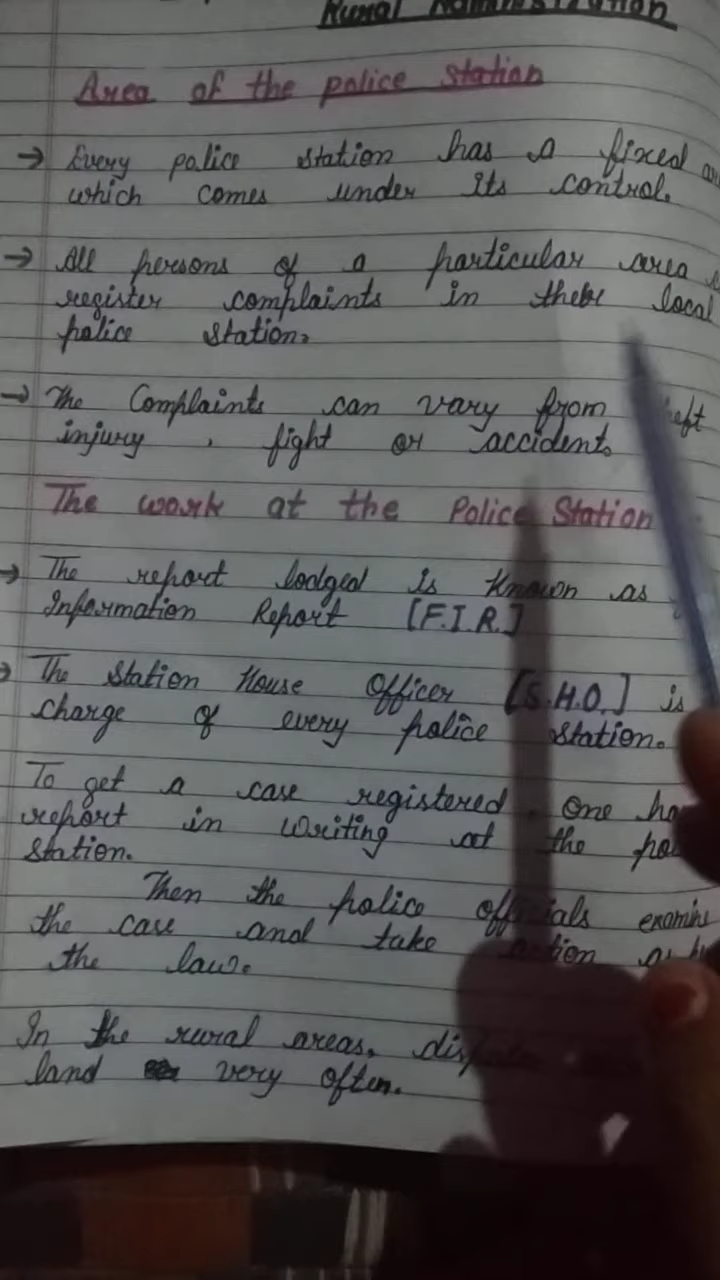 Rural Administration
Area of the police Station
→ Every police station has a fixed
which comes under its control.
→ All persons of a particular area
register complaints in their local
police station.
→ The Complaints can vary from
injury, fight or accident.
The work at the Police Station
→ The report lodged is known as
Information Report [F.I.R.]
→ The Station House Officer [S.H.O.] is
charge of every police station.
To get a case registered, One
report in writing at the
station.
Then the police officials
the case and take action
the law.
In the rural areas,
land very often.